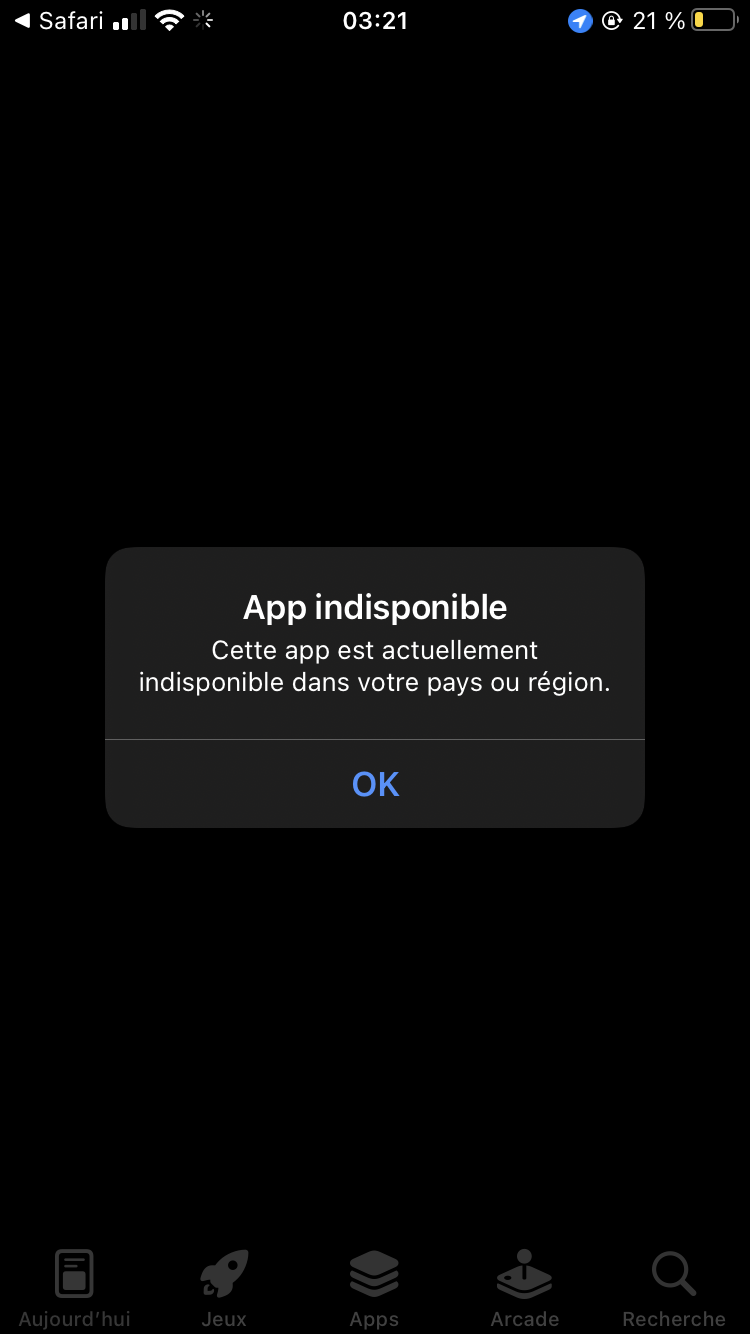 ◀ Safari 03:21 21 %
App indisponible
Cette app est actuellement
indisponible dans votre pays ou région.
OK
Aujourd’hui Jeux Apps Arcade Recherche